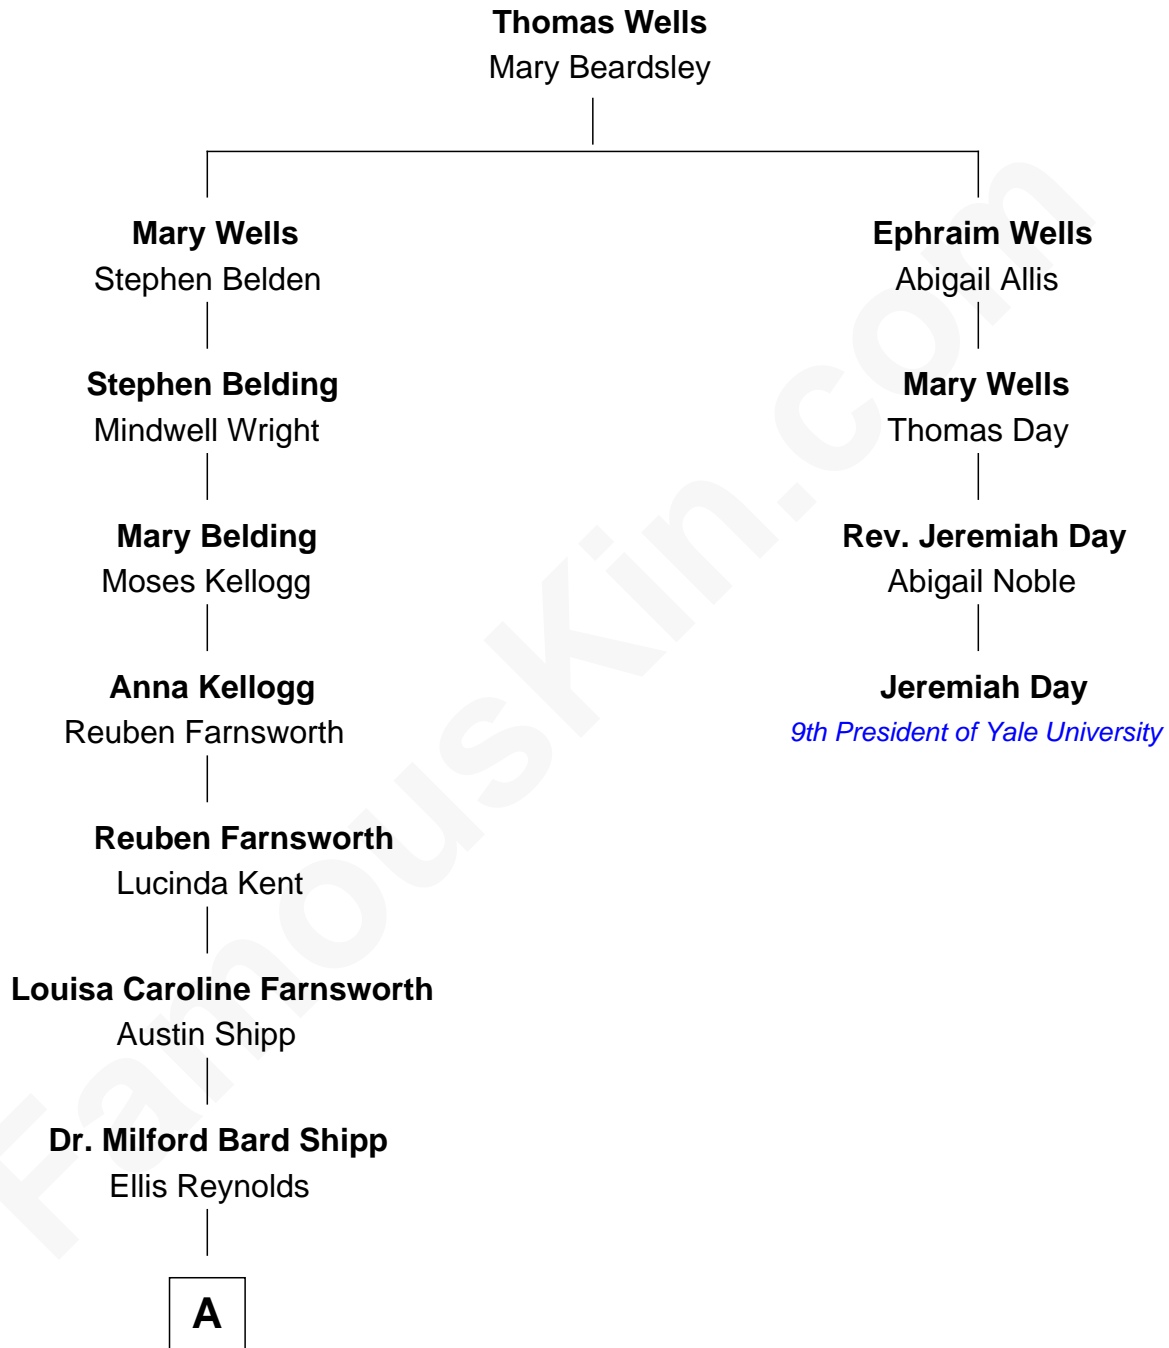 Thomas Wells
Mary Beardsley
Mary Wells
Stephen Belden
Ephraim Wells
Abigail Allis
Stephen Belding
Mindwell Wright
Mary Wells
Thomas Day
Mary Belding
Moses Kellogg
Rev. Jeremiah Day
Abigail Noble
Anna Kellogg
Reuben Farnsworth
Jeremiah Day
9th President of Yale University
Reuben Farnsworth
Lucinda Kent
Louisa Caroline Farnsworth
Austin Shipp
Dr. Milford Bard Shipp
Ellis Reynolds
A
FamousKin.com